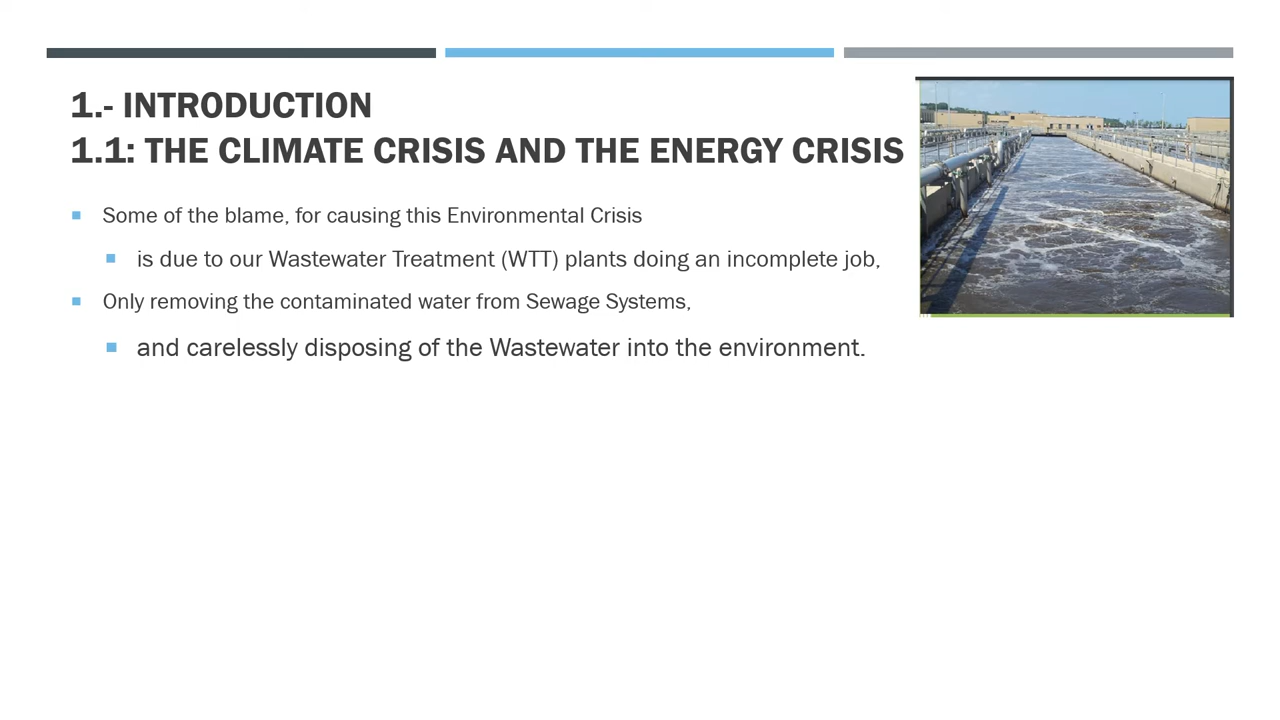 1.- INTRODUCTION
1.1: THE CLIMATE CRISIS AND THE ENERGY CRISIS
Some of the blame, for causing this Environmental Crisis
is due to our Wastewater Treatment (WTT) plants doing an incomplete job,
Only removing the contaminated water from Sewage Systems,
and carelessly disposing of the Wastewater into the environment.